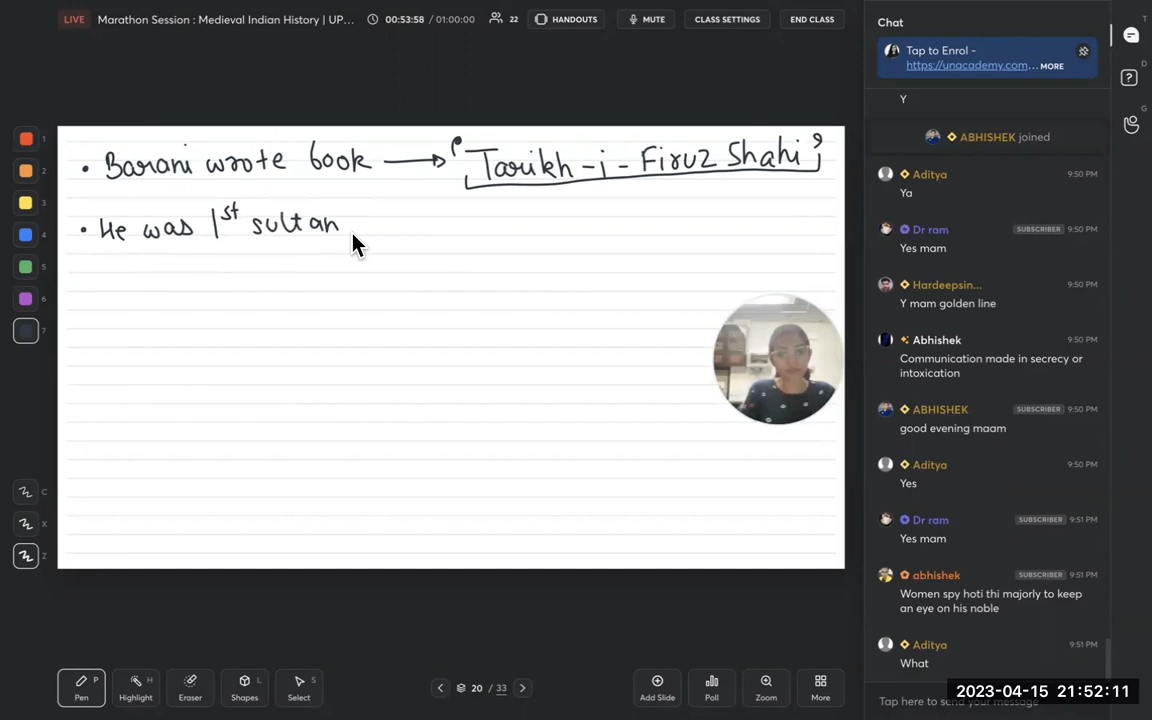 LIVE Marathon Session : Medieval Indian History | UP... 00:53:58 / 01:00:00 22 HANDOUTS MUTE CLASS SETTINGS END CLASS
• Barani wrote book → 'Tarikh-i-Firuz Shahi'
• He was 1st sultan
1
2
3
4
5
6
7
C
X
Z
Pen P
Highlight H
Eraser E
Shapes S
Select S
20 / 33
Add Slide
Poll
Zoom
More
Chat
Tap to Enrol -
https://unacademy.com... MORE
Y
ABHISHEK joined
Aditya 9:50 PM
Ya
Dr ram SUBSCRIBER 9:50 PM
Yes mam
Hardeepsin... 9:50 PM
Y mam golden line
Abhishek 9:50 PM
Communication made in secrecy or
intoxication
ABHISHEK SUBSCRIBER 9:50 PM
good evening maam
Aditya 9:50 PM
Yes
Dr ram SUBSCRIBER 9:51 PM
Yes mam
abhishek SUBSCRIBER 9:51 PM
Women spy hoti thi majorly to keep
an eye on his noble
Aditya 9:51 PM
What
Tap here to send your message
2023-04-15 21:52:11
T
D
G